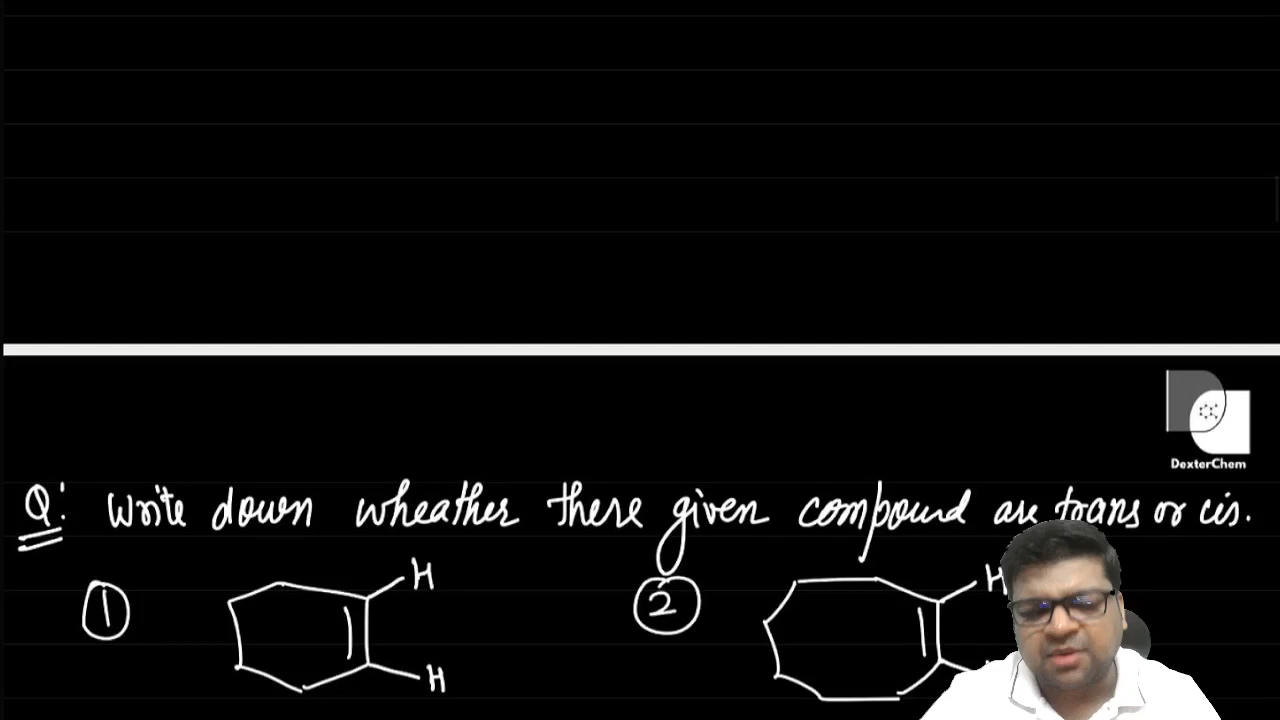 DexterChem
Q: Write down wheather there given compound are trans or cis.
1 H
H
2 H